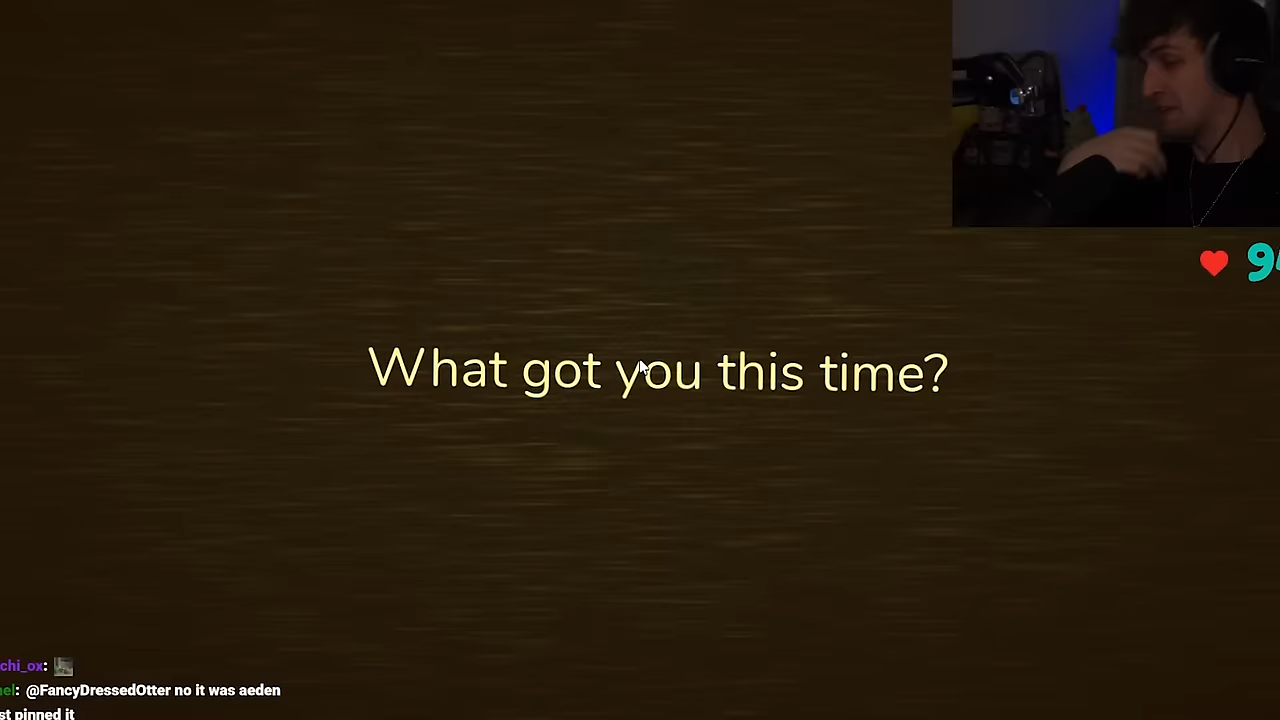 What got you this time?
chi_ox:
el: @FancyDressedOtter no it was aeden
st pinned it